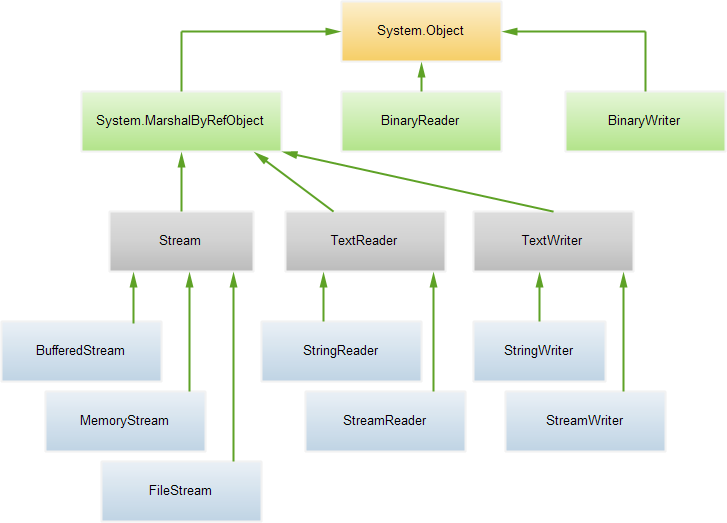 System.Object
System.MarshalByRefObject
BinaryReader
BinaryWriter
Stream
TextReader
TextWriter
BufferedStream
StringReader
StringWriter
MemoryStream
StreamReader
StreamWriter
FileStream